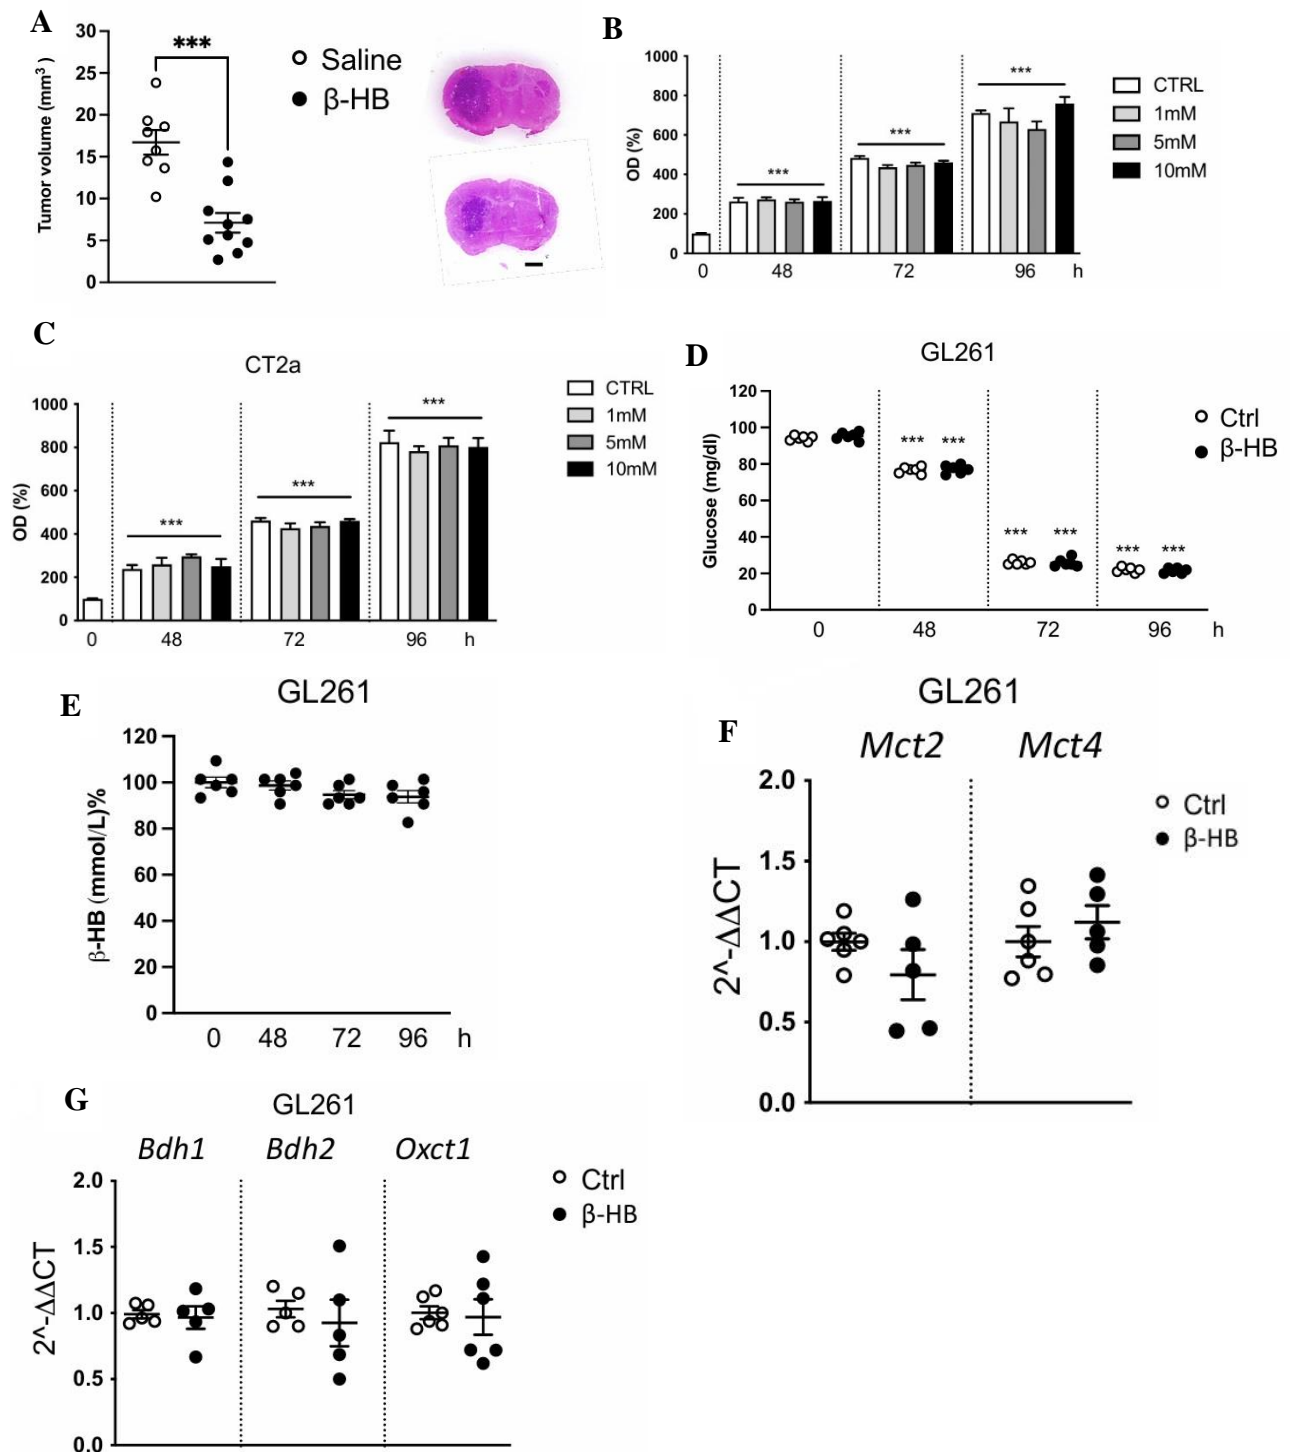 A
30
25
20
15
10
5
0
Tumor volume (mm³ )
***
Saline
β-HB
B
1000
800
600
400
200
0
OD (%)
***
***
***
0 48 72 96 h
CTRL
1mM
5mM
10mM
C
CT2a
1000
800
600
400
200
0
OD (%)
***
***
***
0 48 72 96 h
CTRL
1mM
5mM
10mM
D
GL261
120
100
80
60
40
20
0
Glucose (mg/dl)
*** ***
*** ***
*** ***
0 48 72 96 h
Ctrl
β-HB
E
GL261
120
100
80
60
40
20
0
β-HB (mmol/L)%
0 48 72 96 h
F
GL261
Mct2 Mct4
2.0
1.5
1.0
0.5
0.0
2^-ΔΔCT
Ctrl
β-HB
G
GL261
Bdh1 Bdh2 Oxct1
2.0
1.5
1.0
0.5
0.0
2^-ΔΔCT
Ctrl
β-HB